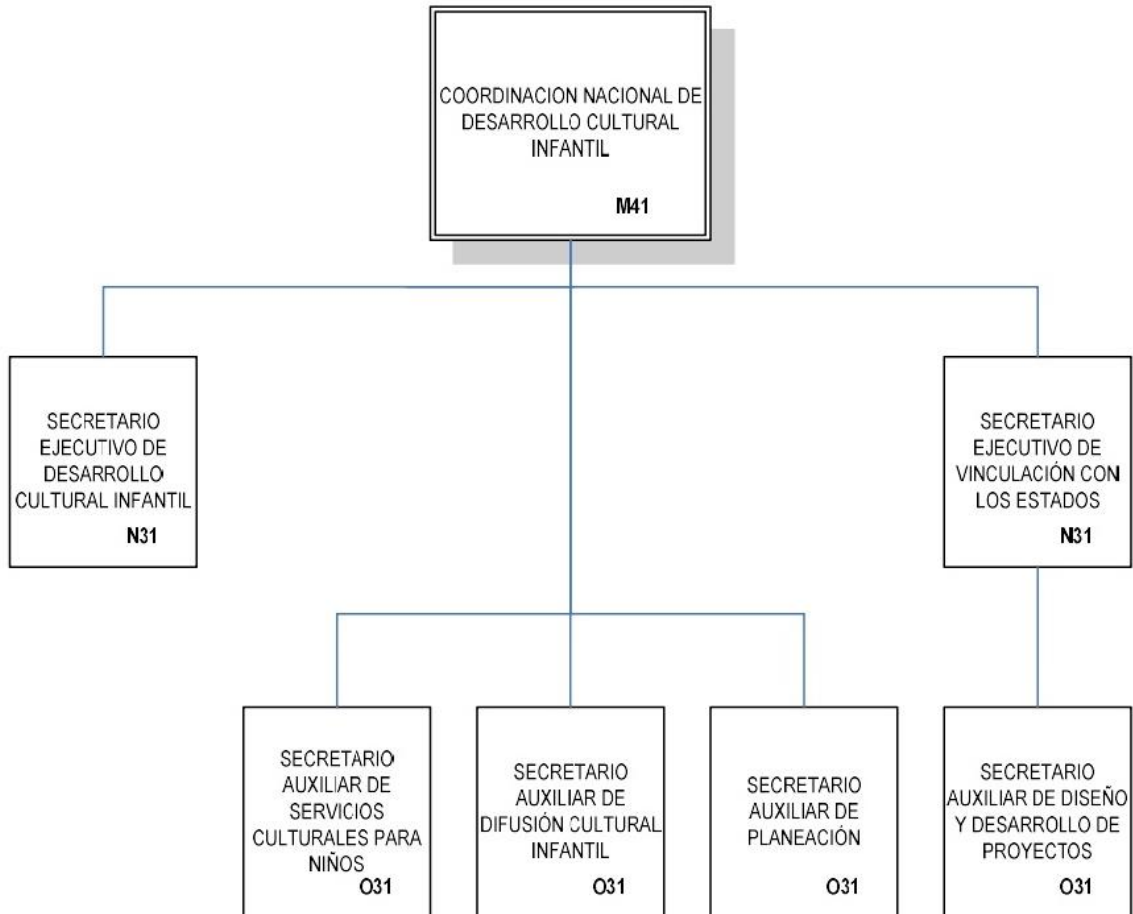 COORDINACION NACIONAL DE
DESARROLLO CULTURAL
INFANTIL
M41
SECRETARIO
EJECUTIVO DE
DESARROLLO
CULTURAL INFANTIL
N31
SECRETARIO
EJECUTIVO DE
VINCULACIÓN CON
LOS ESTADOS
N31
SECRETARIO
AUXILIAR DE
SERVICIOS
CULTURALES PARA
NIÑOS
O31
SECRETARIO
AUXILIAR DE
DIFUSIÓN CULTURAL
INFANTIL
O31
SECRETARIO
AUXILIAR DE
PLANEACIÓN
O31
SECRETARIO
AUXILIAR DE DISEÑO
Y DESARROLLO DE
PROYECTOS
O31